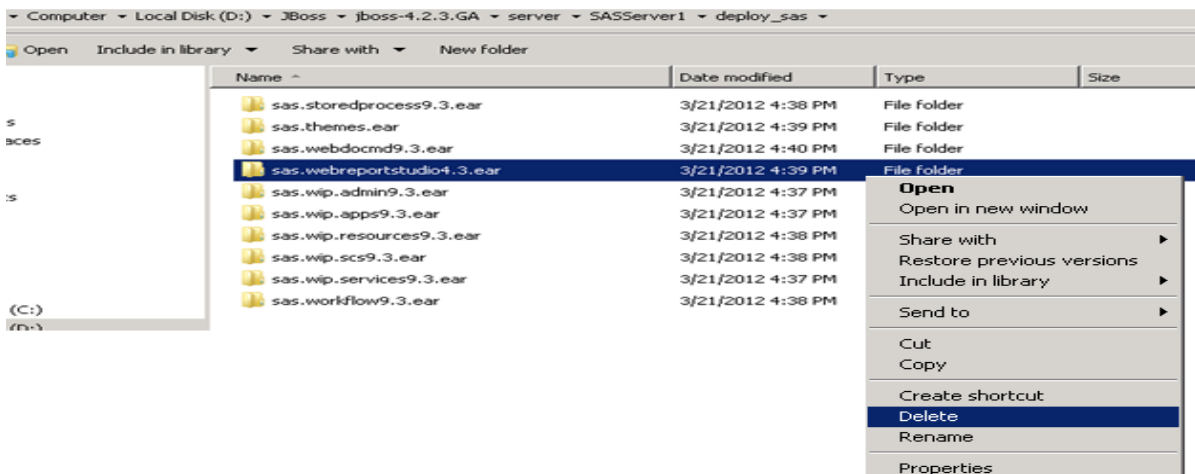 Computer Local Disk (D:) JBoss jboss-4.2.3.GA server SASServer1 deploy_sas
Open Include in library Share with New folder
Name Date modified Type Size
sas.storedprocess9.3.ear 3/21/2012 4:38 PM File folder
s sas.themes.ear 3/21/2012 4:39 PM File folder
aces sas.webdocmd9.3.ear 3/21/2012 4:40 PM File folder
sas.webreportstudio4.3.ear 3/21/2012 4:39 PM File folder
:s sas.wip.admin9.3.ear 3/21/2012 4:37 PM
sas.wip.apps9.3.ear 3/21/2012 4:37 PM
sas.wip.resources9.3.ear 3/21/2012 4:38 PM
sas.wip.scs9.3.ear 3/21/2012 4:38 PM
sas.wip.services9.3.ear 3/21/2012 4:37 PM
sas.workflow9.3.ear 3/21/2012 4:38 PM
(C:)
(D:)
Open
Open in new window
Share with
Restore previous versions
Include in library
Send to
Cut
Copy
Create shortcut
Delete
Rename
Properties